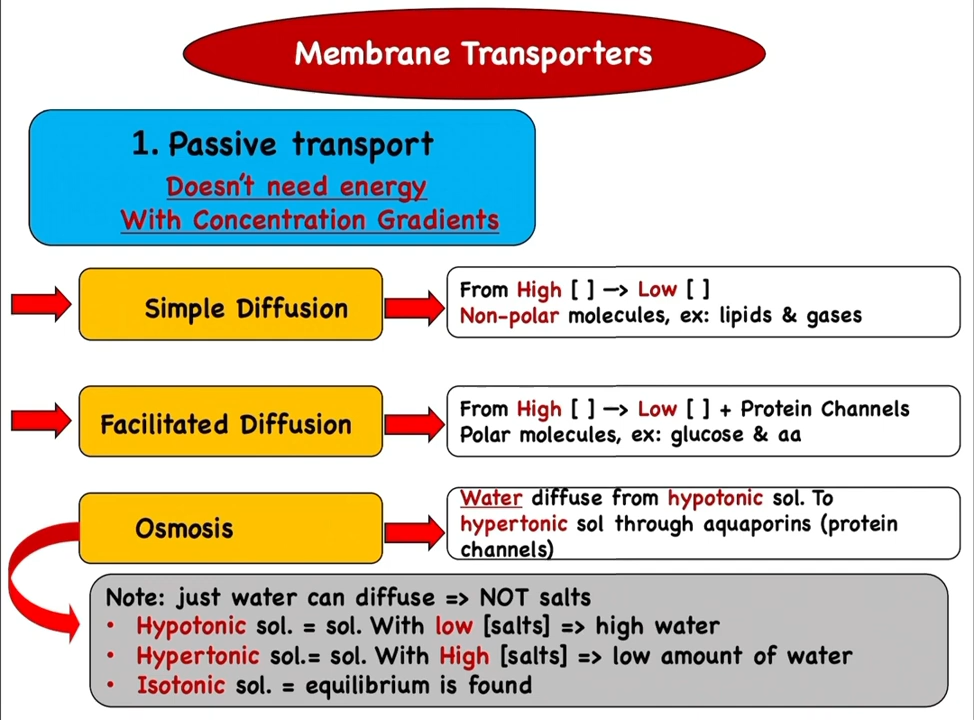 Membrane Transporters
1. Passive transport
Doesn't need energy
With Concentration Gradients
Simple Diffusion
From High [ ] —> Low [ ]
Non-polar molecules, ex: lipids & gases
Facilitated Diffusion
From High [ ] —> Low [ ] + Protein Channels
Polar molecules, ex: glucose & aa
Osmosis
Water diffuse from hypotonic sol. To
hypertonic sol through aquaporins (protein
channels)
Note: just water can diffuse => NOT salts
• Hypotonic sol. = sol. With low [salts] => high water
• Hypertonic sol.= sol. With High [salts] => low amount of water
• Isotonic sol. = equilibrium is found